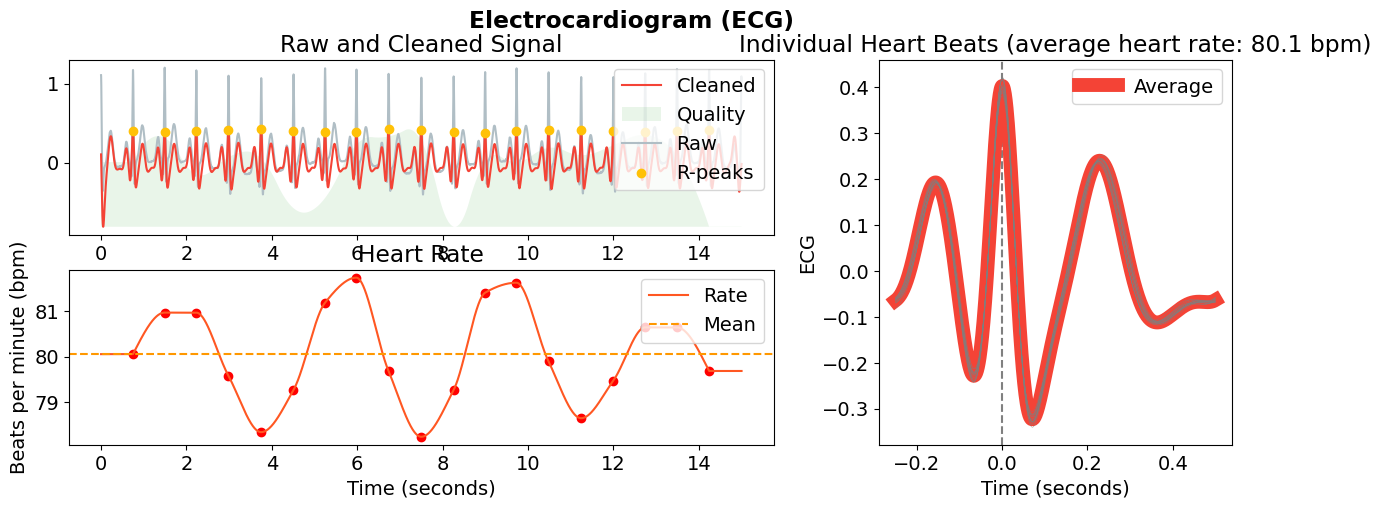 Electrocardiogram (ECG)
Raw and Cleaned Signal
1
0
Cleaned
Quality
Raw
R-peaks
0 2 4 6 8 10 12 14
Heart Rate
Beats per minute (bpm)
81
80
79
Rate
Mean
0 2 4 6 8 10 12 14
Time (seconds)
Individual Heart Beats (average heart rate: 80.1 bpm)
ECG
0.4
0.3
0.2
0.1
0.0
−0.1
−0.2
−0.3
Average
−0.2 0.0 0.2 0.4
Time (seconds)